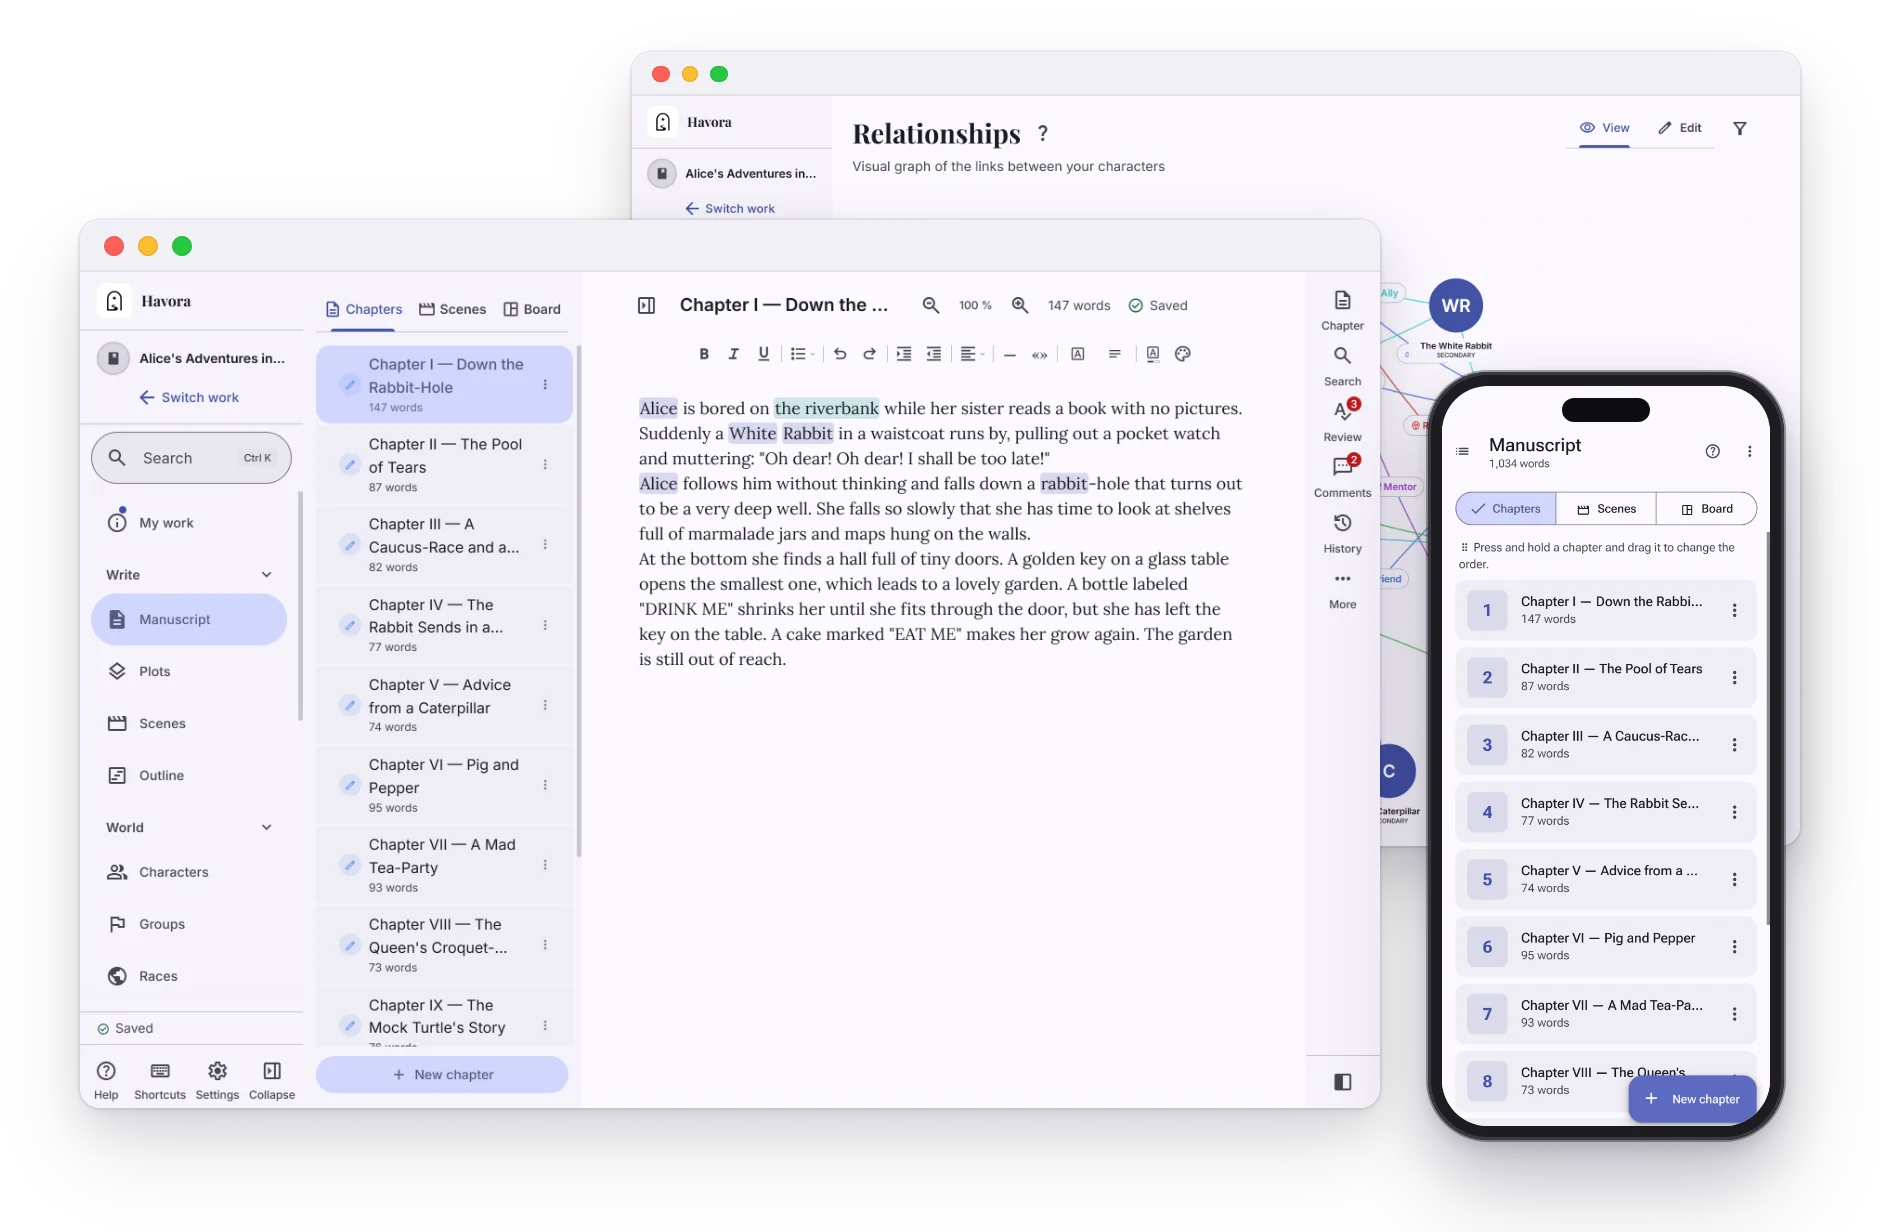 Havora
Relationships ?
View
Edit
Visual graph of the links between your characters
Alice's Adventures in...
Switch work
Ally
WR
The White Rabbit
SECONDARY
Mentor
riend
C
Caterpillar
ONDARY
Havora
Alice's Adventures in...
Switch work
Search
Ctrl K
My work
Write
Manuscript
Plots
Scenes
Outline
World
Characters
Groups
Races
Saved
Help
Shortcuts
Settings
Collapse
Chapters
Scenes
Board
Chapter I — Down the
Rabbit-Hole
147 words
Chapter II — The Pool
of Tears
87 words
Chapter III — A
Caucus-Race and a...
82 words
Chapter IV — The
Rabbit Sends in a...
77 words
Chapter V — Advice
from a Caterpillar
74 words
Chapter VI — Pig and
Pepper
95 words
Chapter VII — A Mad
Tea-Party
93 words
Chapter VIII — The
Queen's Croquet-...
73 words
Chapter IX — The
Mock Turtle's Story
+ New chapter
Chapter I — Down the ...
100 %
147 words
Saved
B I U
Alice is bored on the riverbank while her sister reads a book with no pictures.
Suddenly a White Rabbit in a waistcoat runs by, pulling out a pocket watch
and muttering: "Oh dear! Oh dear! I shall be too late!"
Alice follows him without thinking and falls down a rabbit-hole that turns out
to be a very deep well. She falls so slowly that she has time to look at shelves
full of marmalade jars and maps hung on the walls.
At the bottom she finds a hall full of tiny doors. A golden key on a glass table
opens the smallest one, which leads to a lovely garden. A bottle labeled
"DRINK ME" shrinks her until she fits through the door, but she has left the
key on the table. A cake marked "EAT ME" makes her grow again. The garden
is still out of reach.
Chapter
Search
3
Review
2
Comments
History
More
Manuscript
1,034 words
Chapters
Scenes
Board
Press and hold a chapter and drag it to change the
order.
1
Chapter I — Down the Rabbi...
147 words
2
Chapter II — The Pool of Tears
87 words
3
Chapter III — A Caucus-Rac...
82 words
4
Chapter IV — The Rabbit Se...
77 words
5
Chapter V — Advice from a ...
74 words
6
Chapter VI — Pig and Pepper
95 words
7
Chapter VII — A Mad Tea-Pa...
93 words
8
Chapter VIII — The Queen's
73 words
+ New chapter